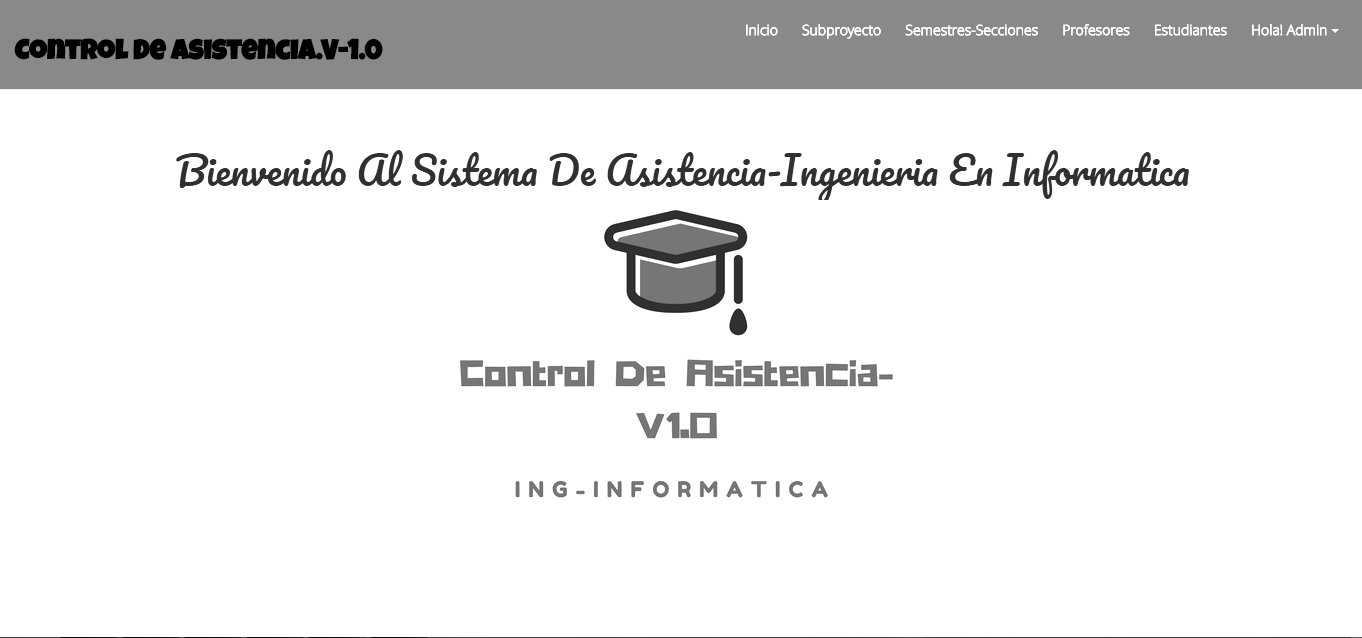 Control de Asistencia.V-1.0
Inicio Subproyecto Semestres-Secciones Profesores Estudiantes Hola! Admin
Bienvenido Al Sistema De Asistencia-Ingenieria En Informatica
Control De Asistencia-
V1.0
ING-INFORMATICA